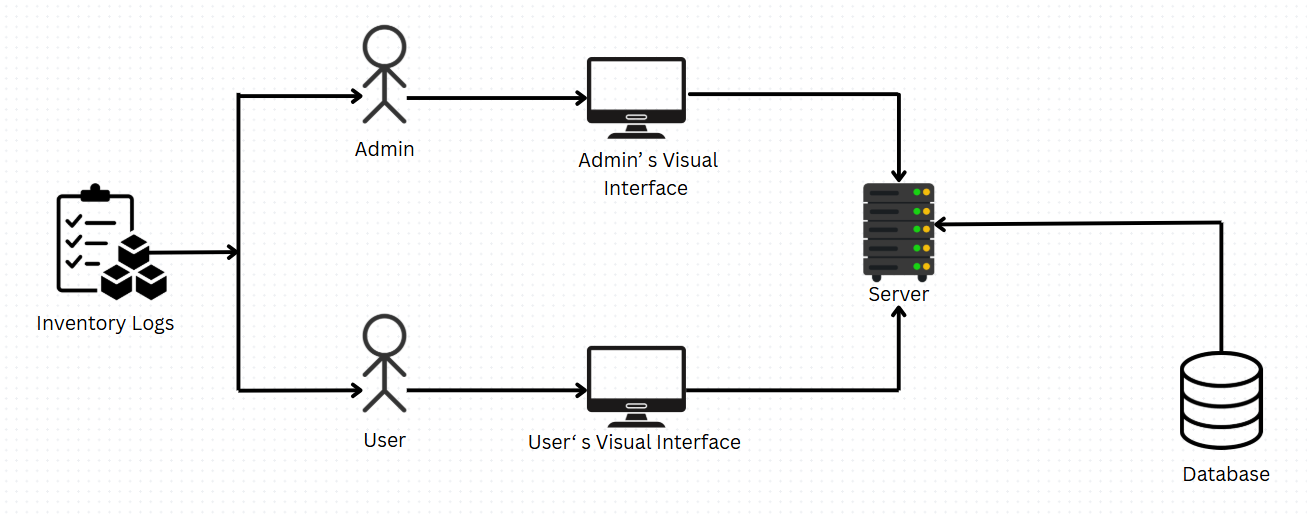 Admin
Admin’ s Visual
Interface
Server
Inventory Logs
User
User‘ s Visual Interface
Database